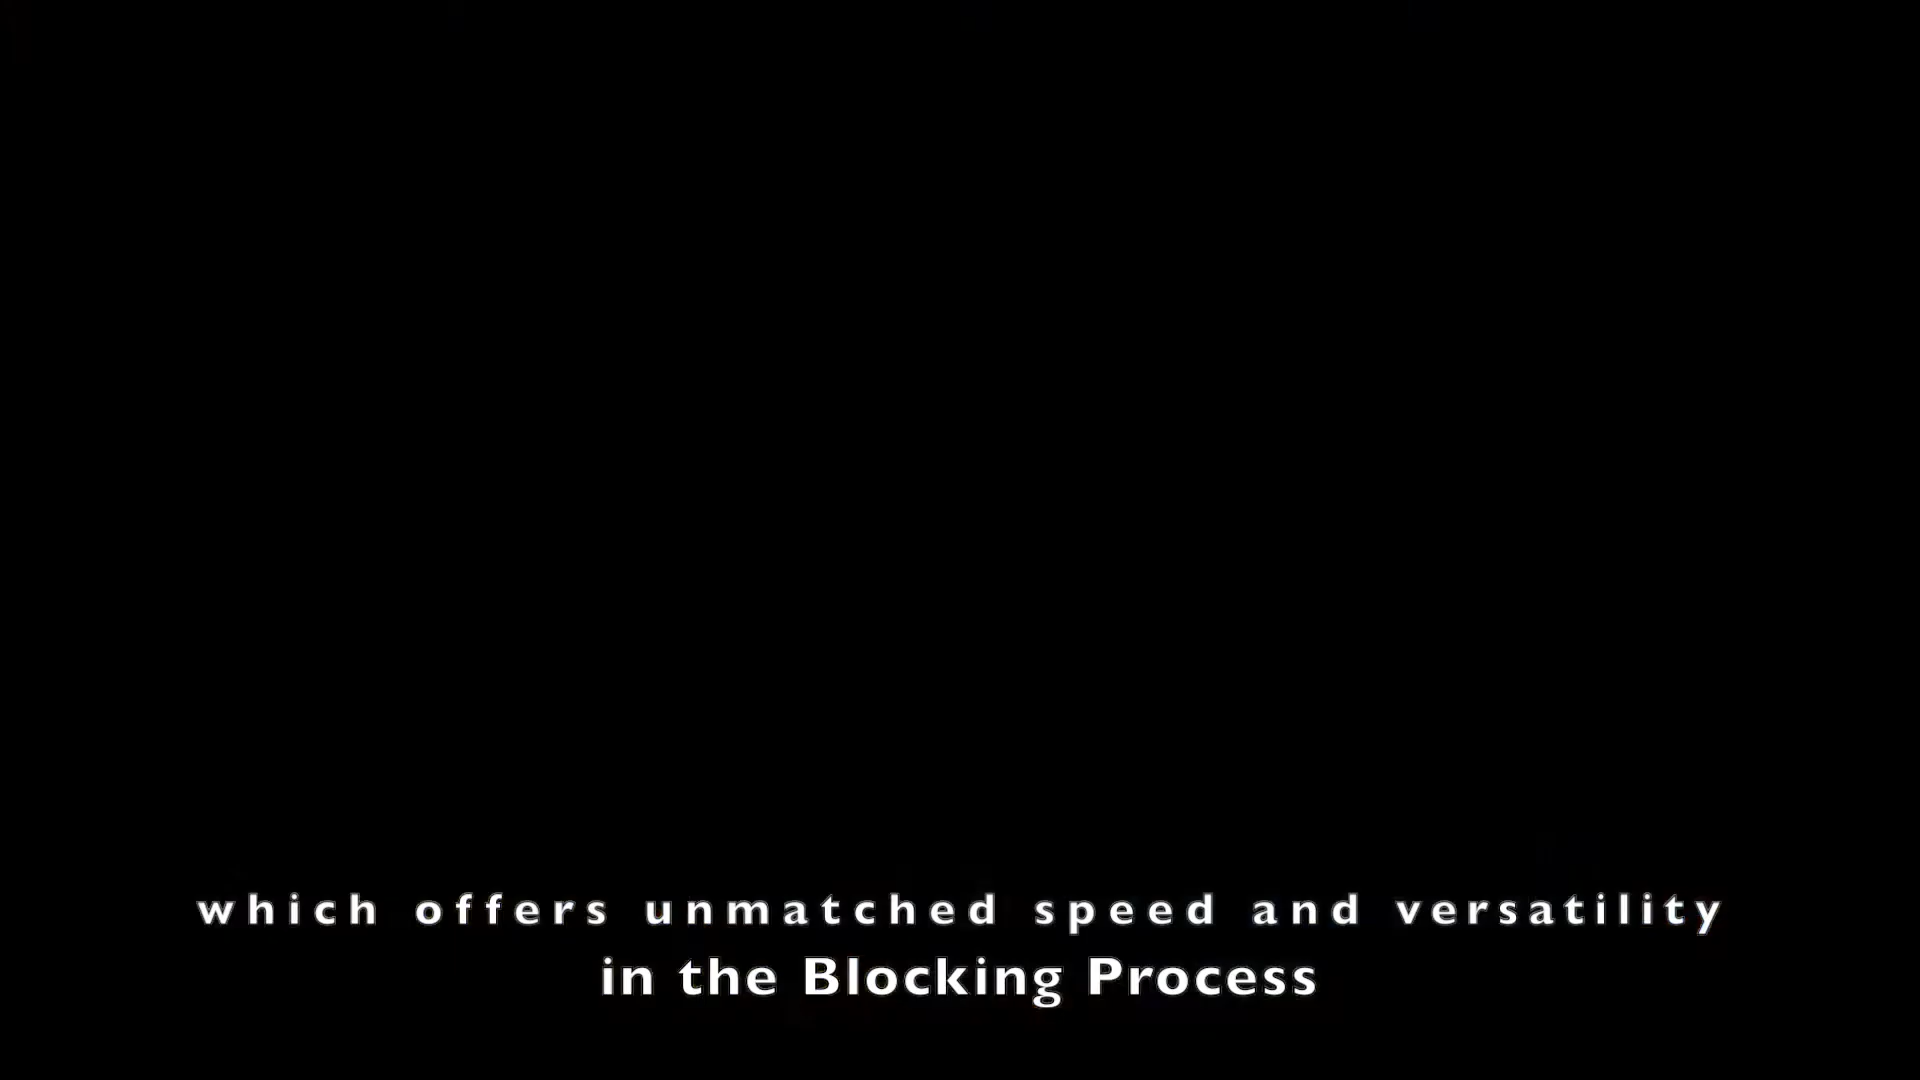 which offers unmatched speed and versatility
in the Blocking Process